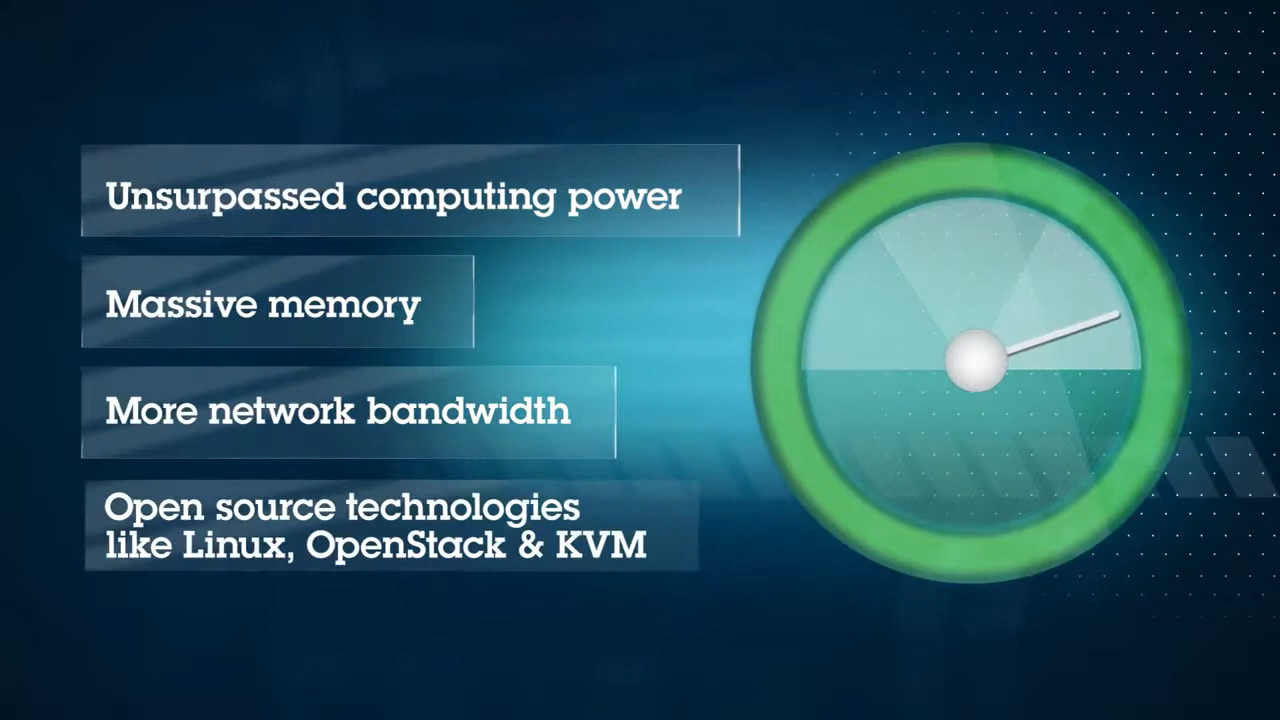 Unsurpassed computing power
Massive memory
More network bandwidth
Open source technologies
like Linux, OpenStack & KVM